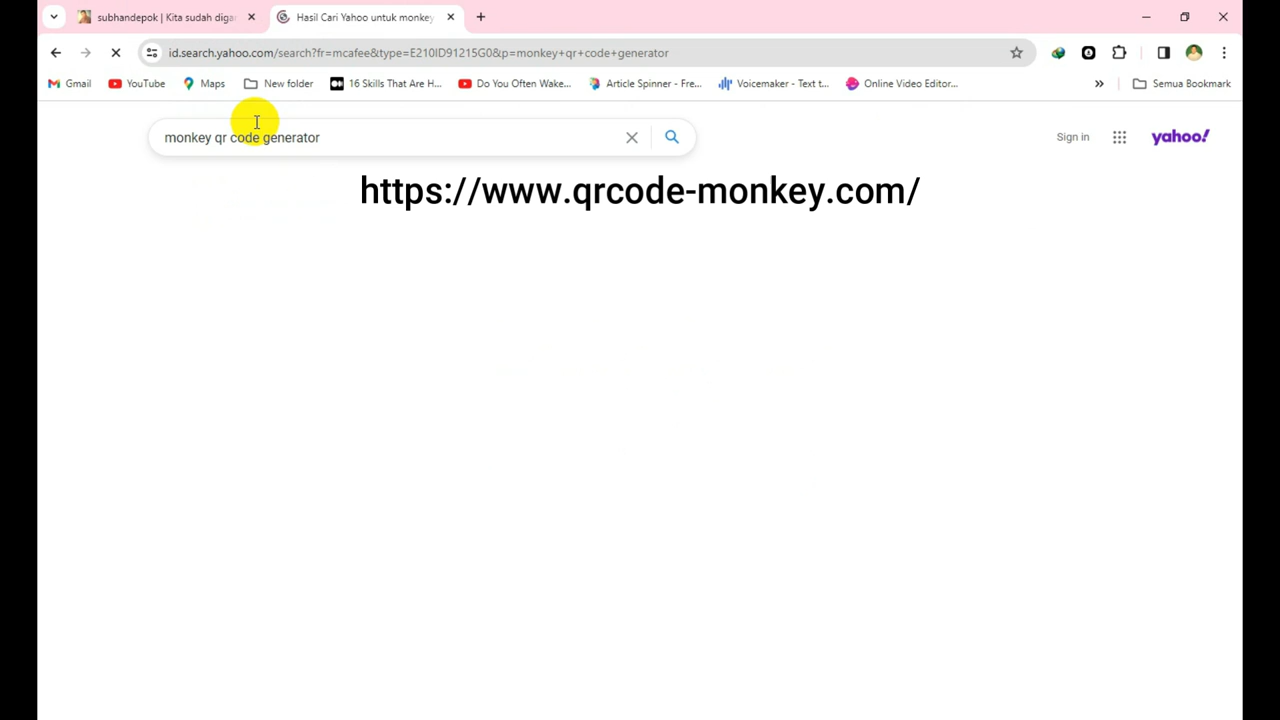 subhandepok | Kita sudah diga
Hasil Cari Yahoo untuk monkey
id.search.yahoo.com/search?fr=mcafee&type=E210ID91215G0&p=monkey+qr+code+generator
Gmail
YouTube
Maps
New folder
16 Skills That Are H...
Do You Often Wake...
Article Spinner - Fre...
Voicemaker - Text t...
Online Video Editor...
»
Semua Bookmark
monkey qr code generator
Sign in
yahoo!
https://www.qrcode-monkey.com/